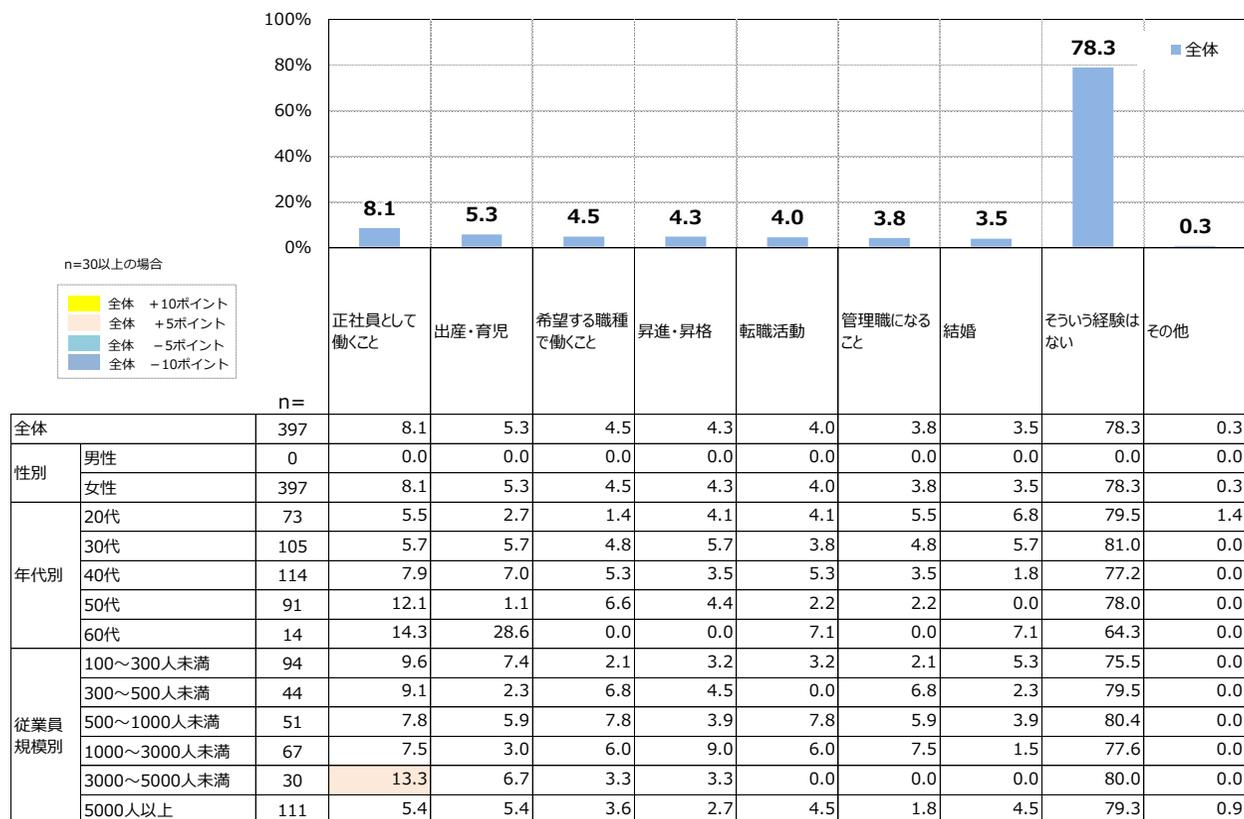 100%
80%
60%
40%
20%
0%
8.1
5.3
4.5
4.3
4.0
3.8
3.5
78.3
0.3
全体
n=30以上の場合
全体 +10ポイント
全体 +5ポイント
全体 -5ポイント
全体 -10ポイント
n=
正社員として
働くこと
出産・育児
希望する職種
で働くこと
昇進・昇格
転職活動
管理職になる
こと
結婚
そういう経験は
ない
その他
全体 397 8.1 5.3 4.5 4.3 4.0 3.8 3.5 78.3 0.3
性別
男性 0 0.0 0.0 0.0 0.0 0.0 0.0 0.0 0.0 0.0
女性 397 8.1 5.3 4.5 4.3 4.0 3.8 3.5 78.3 0.3
年代別
20代 73 5.5 2.7 1.4 4.1 4.1 5.5 6.8 79.5 1.4
30代 105 5.7 5.7 4.8 5.7 3.8 4.8 5.7 81.0 0.0
40代 114 7.9 7.0 5.3 3.5 5.3 3.5 1.8 77.2 0.0
50代 91 12.1 1.1 6.6 4.4 2.2 2.2 0.0 78.0 0.0
60代 14 14.3 28.6 0.0 0.0 7.1 0.0 7.1 64.3 0.0
従業員
規模別
100～300人未満 94 9.6 7.4 2.1 3.2 3.2 2.1 5.3 75.5 0.0
300～500人未満 44 9.1 2.3 6.8 4.5 0.0 6.8 2.3 79.5 0.0
500～1000人未満 51 7.8 5.9 7.8 3.9 7.8 5.9 3.9 80.4 0.0
1000～3000人未満 67 7.5 3.0 6.0 9.0 6.0 7.5 1.5 77.6 0.0
3000～5000人未満 30 13.3 6.7 3.3 3.3 0.0 0.0 0.0 80.0 0.0
5000人以上 111 5.4 5.4 3.6 2.7 4.5 1.8 4.5 79.3 0.9